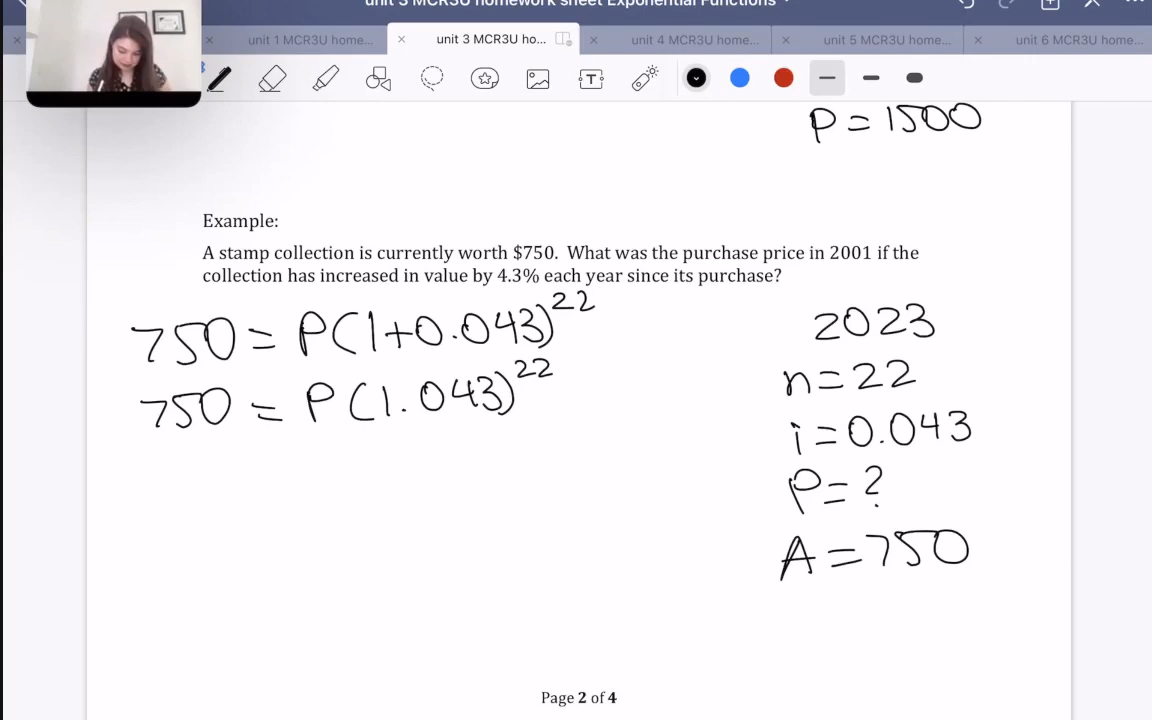 unit 3 MCR3U homework sheet Exponential Functions
unit 1 MCR3U home...
unit 3 MCR3U ho...
unit 4 MCR3U home...
unit 5 MCR3U home...
unit 6 MCR3U home...
P = 1500
Example:
A stamp collection is currently worth $750. What was the purchase price in 2001 if the
collection has increased in value by 4.3% each year since its purchase?
750 = P(1+0.043)^22
750 = P(1.043)^22
2023
n=22
i=0.043
P=?
A=750
Page 2 of 4